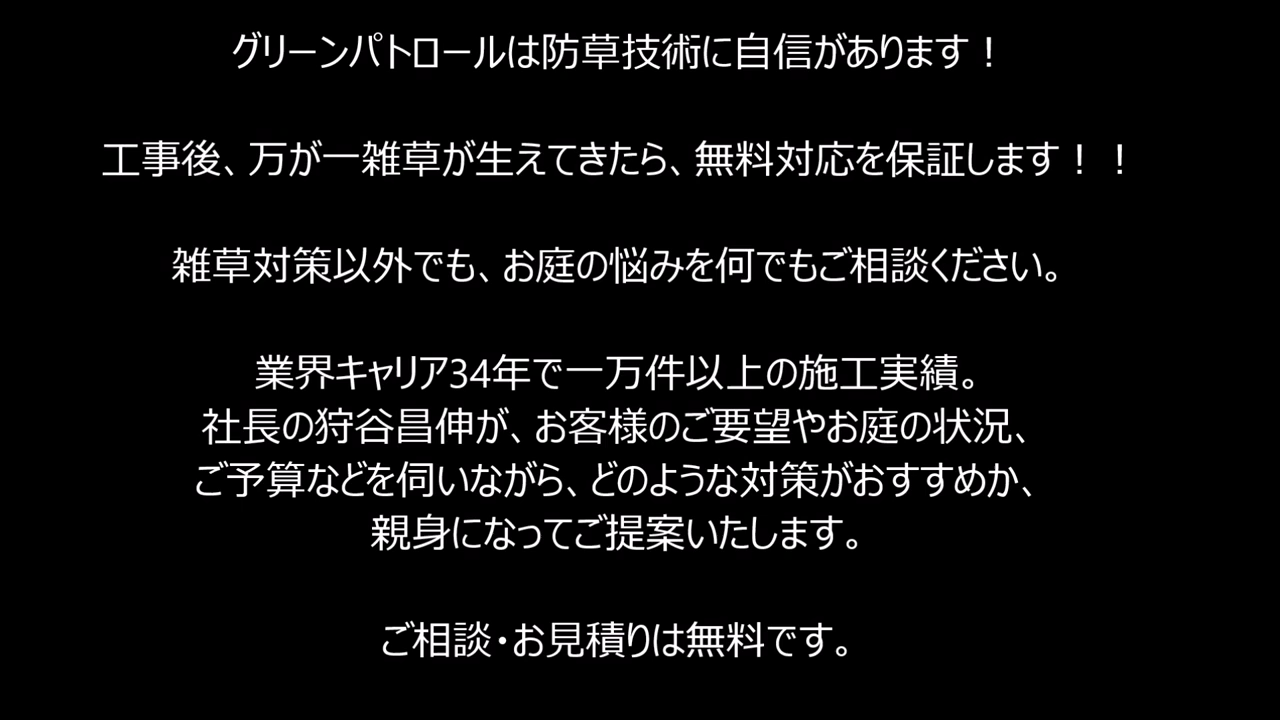 グリーンパトロールは防草技術に自信があります！
工事後、万が一雑草が生えてきたら、無料対応を保証します！！
雑草対策以外でも、お庭の悩みを何でもご相談ください。
業界キャリア34年で一万件以上の施工実績。
社長の狩谷昌伸が、お客様のご要望やお庭の状況、
ご予算などを伺いながら、どのような対策がおすすめか、
親身になってご提案いたします。
ご相談・お見積りは無料です。